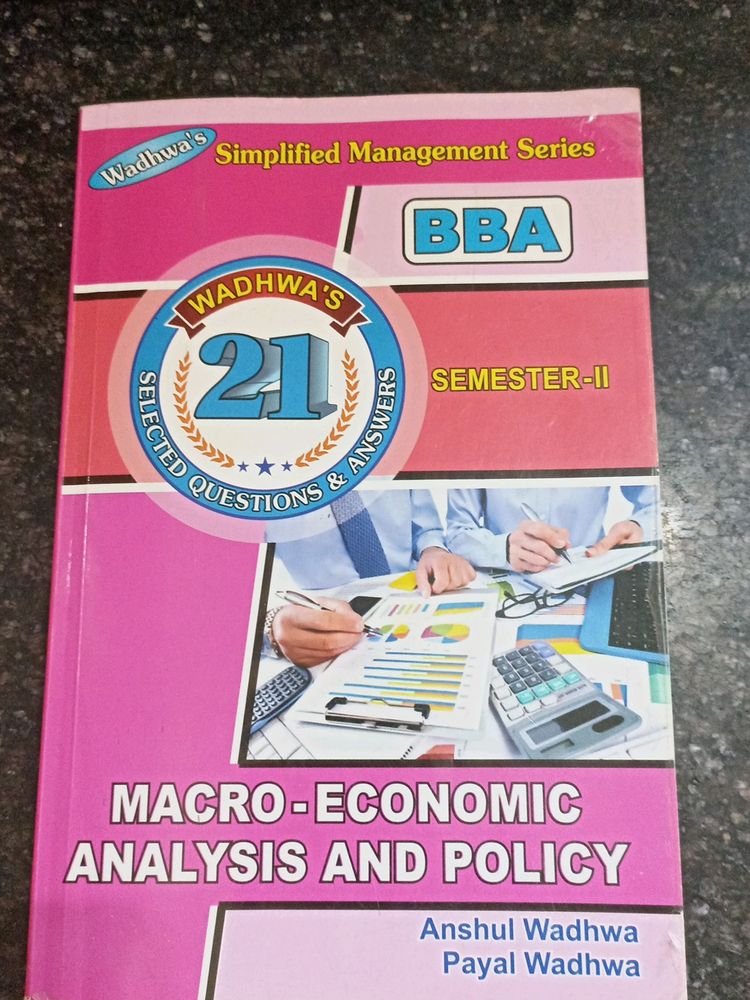 Wadhwa's
Simplified Management Series
BBA
WADHWA'S
21
SELECTED QUESTIONS & ANSWERS
SEMESTER-II
MACRO-ECONOMIC
ANALYSIS AND POLICY
Anshul Wadhwa
Payal Wadhwa